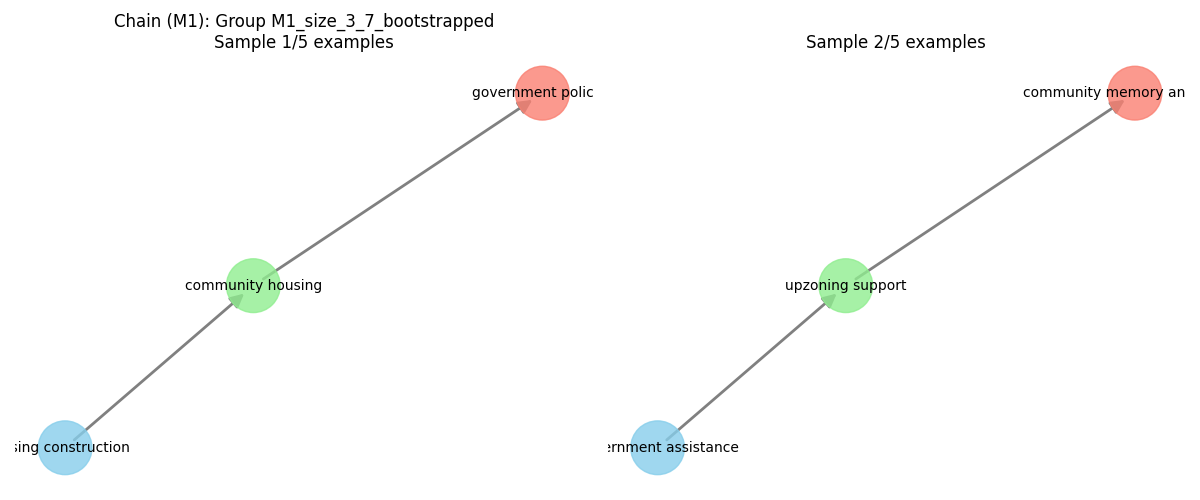 Chain (M1): Group M1_size_3_7_bootstrapped
Sample 1/5 examples
government polic
community housing
sing construction
Sample 2/5 examples
community memory an
upzoning support
ernment assistance